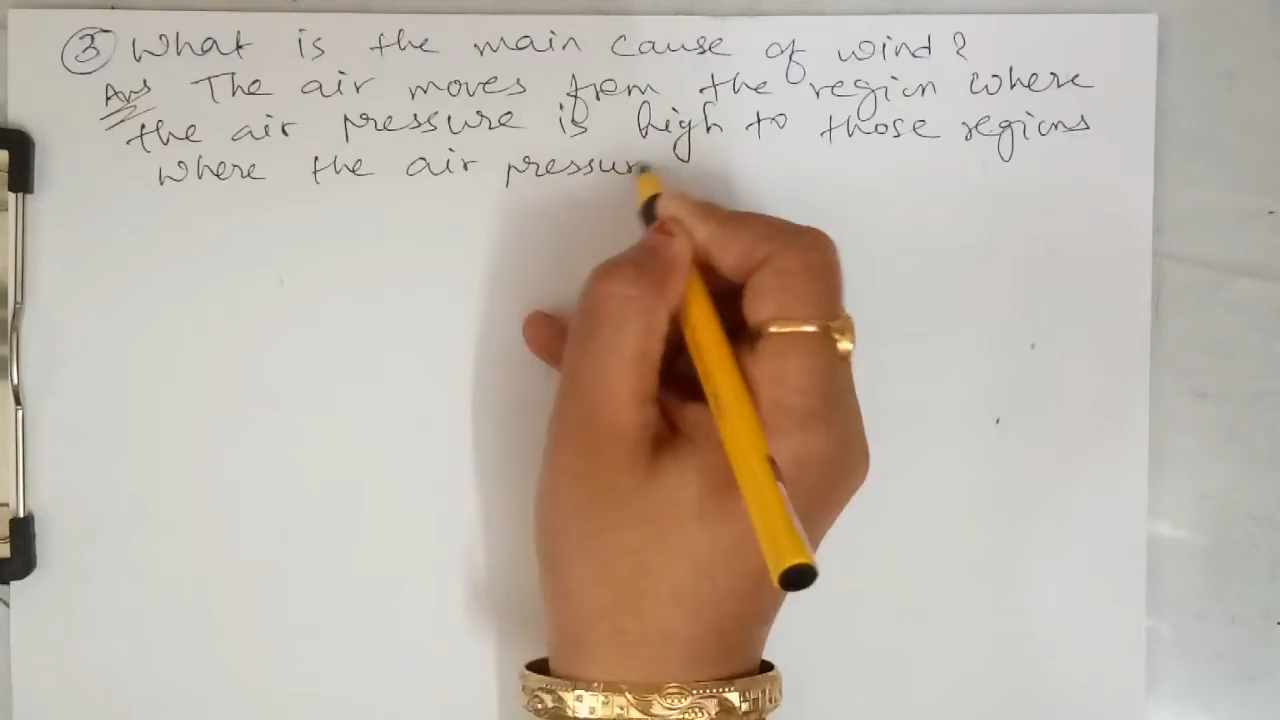 ③ What is the main cause of wind?
Ans The air moves from the region where
the air pressure is high to those regions
where the air pressur